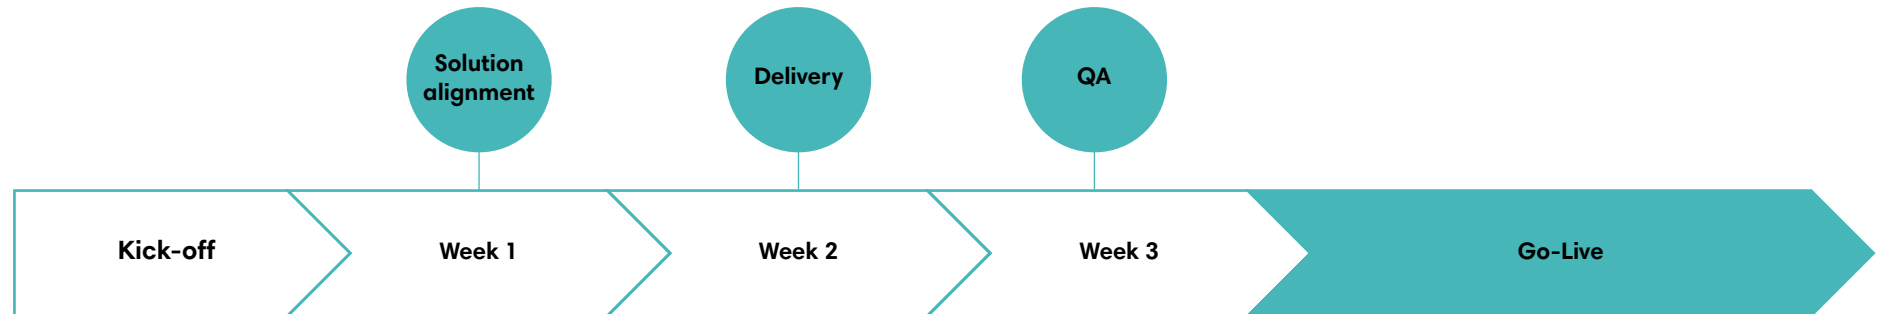 Solution
alignment
Delivery
QA
Kick-off
Week 1
Week 2
Week 3
Go-Live